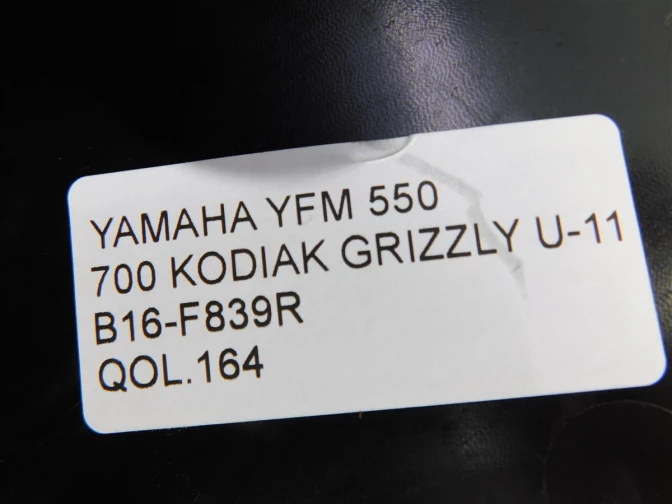 YAMAHA YFM 550
700 KODIAK GRIZZLY U-11
B16-F839R
QOL.164